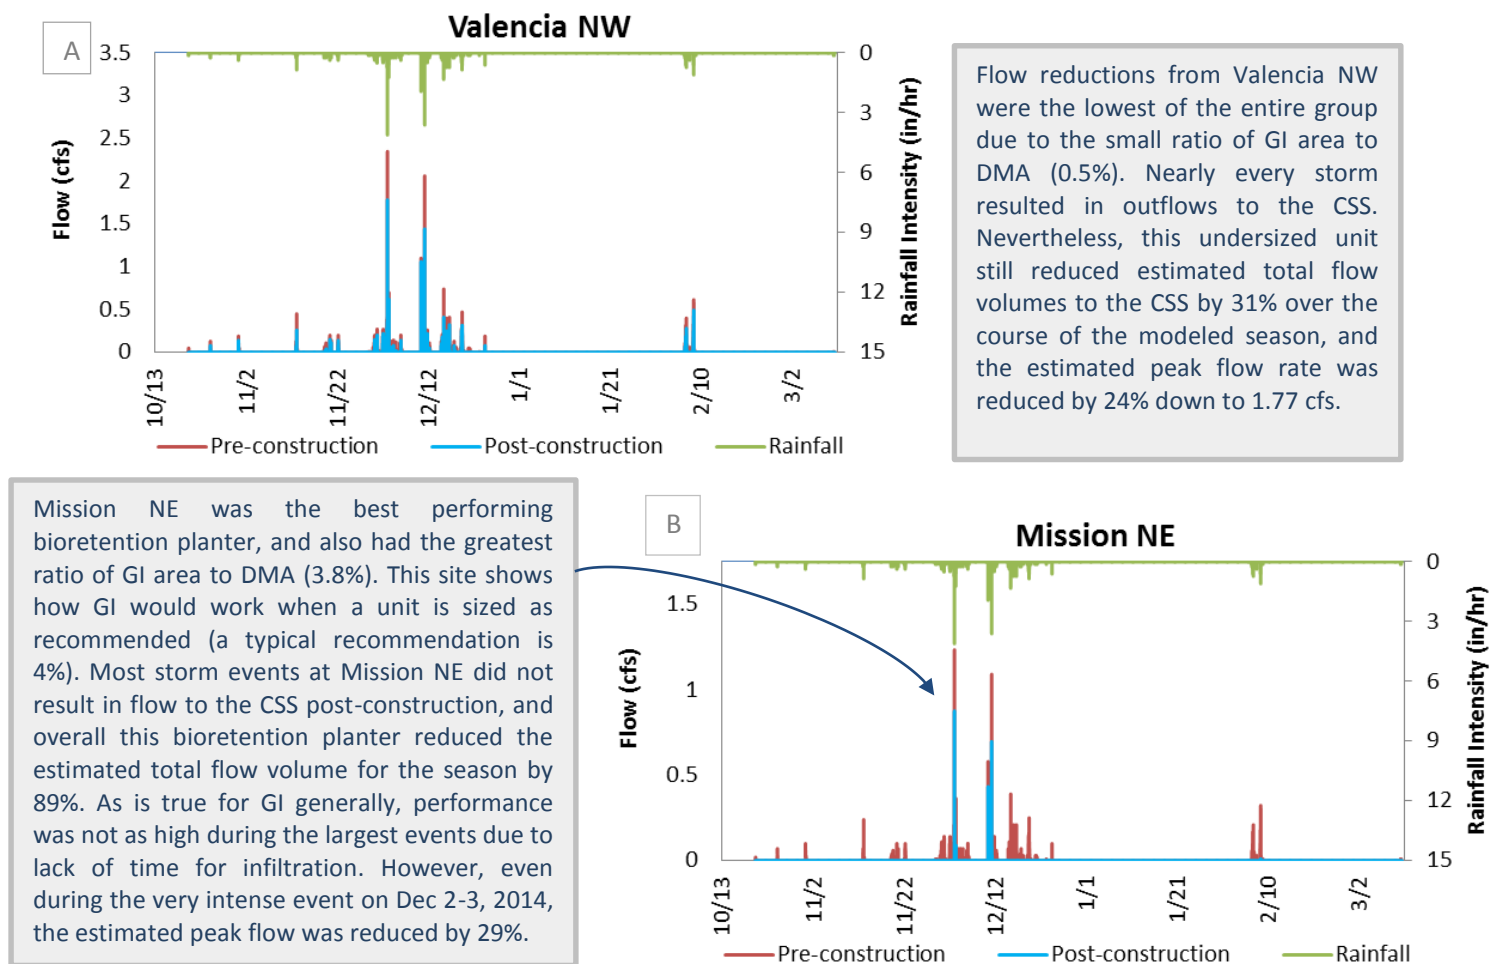 A
Valencia NW
3.5
3
2.5
2
1.5
1
0.5
0
Flow (cfs)
0
3
6
9
12
15
Rainfall Intensity (in/hr)
10/13
11/2
11/22
12/12
1/1
1/21
2/10
3/2
Pre-construction
Post-construction
Rainfall
Flow reductions from Valencia NW
were the lowest of the entire group
due to the small ratio of GI area to
DMA (0.5%). Nearly every storm
resulted in outflows to the CSS.
Nevertheless, this undersized unit
still reduced estimated total flow
volumes to the CSS by 31% over the
course of the modeled season, and
the estimated peak flow rate was
reduced by 24% down to 1.77 cfs.
Mission NE was the best performing
bioretention planter, and also had the greatest
ratio of GI area to DMA (3.8%). This site shows
how GI would work when a unit is sized as
recommended (a typical recommendation is
4%). Most storm events at Mission NE did not
result in flow to the CSS post-construction, and
overall this bioretention planter reduced the
estimated total flow volume for the season by
89%. As is true for GI generally, performance
was not as high during the largest events due to
lack of time for infiltration. However, even
during the very intense event on Dec 2-3, 2014,
the estimated peak flow was reduced by 29%.
B
Mission NE
1.5
1
0.5
0
Flow (cfs)
0
3
6
9
12
15
Rainfall Intensity (in/hr)
10/13
11/2
11/22
12/12
1/1
1/21
2/10
3/2
Pre-construction
Post-construction
Rainfall